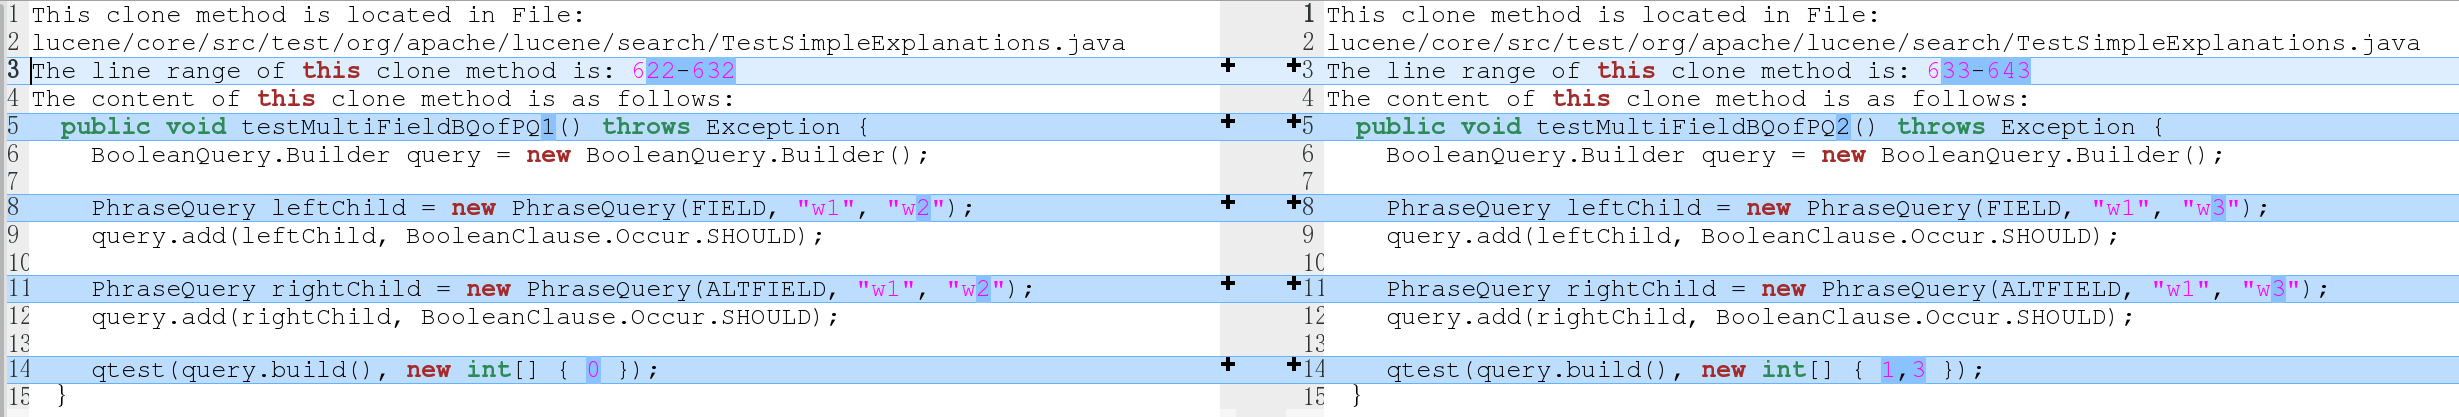 1 This clone method is located in File:
2 lucene/core/src/test/org/apache/lucene/search/TestSimpleExplanations.java
3 The line range of this clone method is: 622-632
4 The content of this clone method is as follows:
5   public void testMultiFieldBQofPQ1() throws Exception {
6     BooleanQuery.Builder query = new BooleanQuery.Builder();
7
8     PhraseQuery leftChild = new PhraseQuery(FIELD, "w1", "w2");
9     query.add(leftChild, BooleanClause.Occur.SHOULD);
10
11     PhraseQuery rightChild = new PhraseQuery(ALTFIELD, "w1", "w2");
12     query.add(rightChild, BooleanClause.Occur.SHOULD);
13
14     qtest(query.build(), new int[] { 0 });
15   }
1 This clone method is located in File:
2 lucene/core/src/test/org/apache/lucene/search/TestSimpleExplanations.java
3 The line range of this clone method is: 633-643
4 The content of this clone method is as follows:
5   public void testMultiFieldBQofPQ2() throws Exception {
6     BooleanQuery.Builder query = new BooleanQuery.Builder();
7
8     PhraseQuery leftChild = new PhraseQuery(FIELD, "w1", "w3");
9     query.add(leftChild, BooleanClause.Occur.SHOULD);
10
11     PhraseQuery rightChild = new PhraseQuery(ALTFIELD, "w1", "w3");
12     query.add(rightChild, BooleanClause.Occur.SHOULD);
13
14     qtest(query.build(), new int[] { 1,3 });
15   }